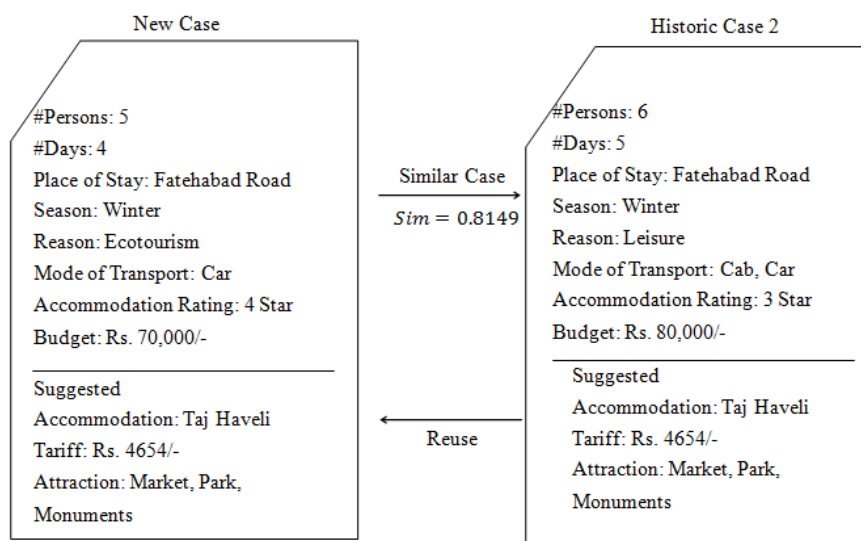 New Case
#Persons: 5
#Days: 4
Place of Stay: Fatehabad Road
Season: Winter
Reason: Ecotourism
Mode of Transport: Car
Accommodation Rating: 4 Star
Budget: Rs. 70,000/-
Suggested
Accommodation: Taj Haveli
Tariff: Rs. 4654/-
Attraction: Market, Park,
Monuments
Similar Case
Sim = 0.8149
Reuse
Historic Case 2
#Persons: 6
#Days: 5
Place of Stay: Fatehabad Road
Season: Winter
Reason: Leisure
Mode of Transport: Cab, Car
Accommodation Rating: 3 Star
Budget: Rs. 80,000/-
Suggested
Accommodation: Taj Haveli
Tariff: Rs. 4654/-
Attraction: Market, Park,
Monuments